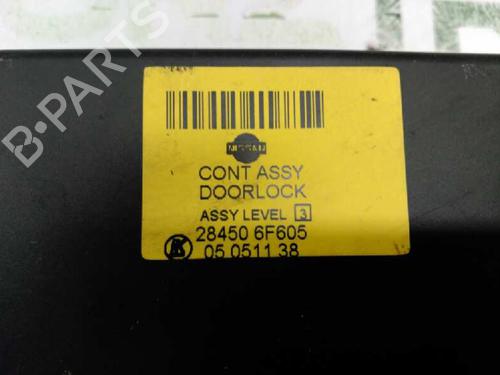 NISSAN
CONT ASSY
DOORLOCK
ASSY LEVEL 3
28450 6F605
05 0511 38
B-PARTS